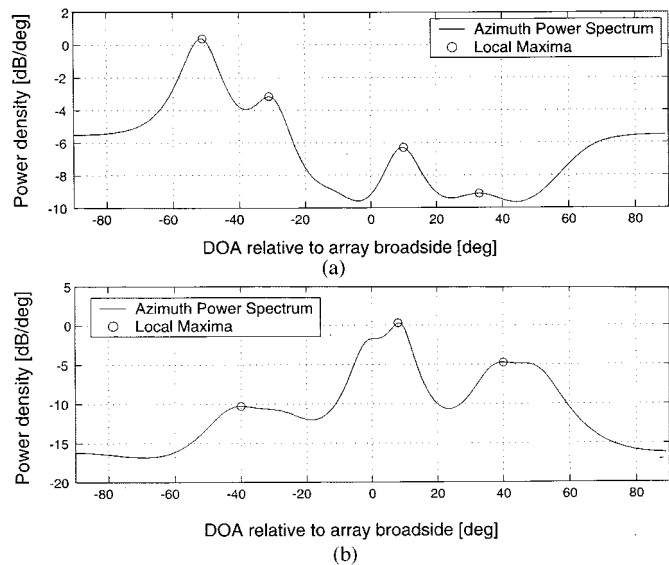 2
0
-2
-4
-6
-8
-10
Power density [dB/deg]
Azimuth Power Spectrum
Local Maxima
-80 -60 -40 -20 0 20 40 60 80
DOA relative to array broadside [deg]
(a)
5
0
-5
-10
-15
-20
Power density [dB/deg]
Azimuth Power Spectrum
Local Maxima
-80 -60 -40 -20 0 20 40 60 80
DOA relative to array broadside [deg]
(b)